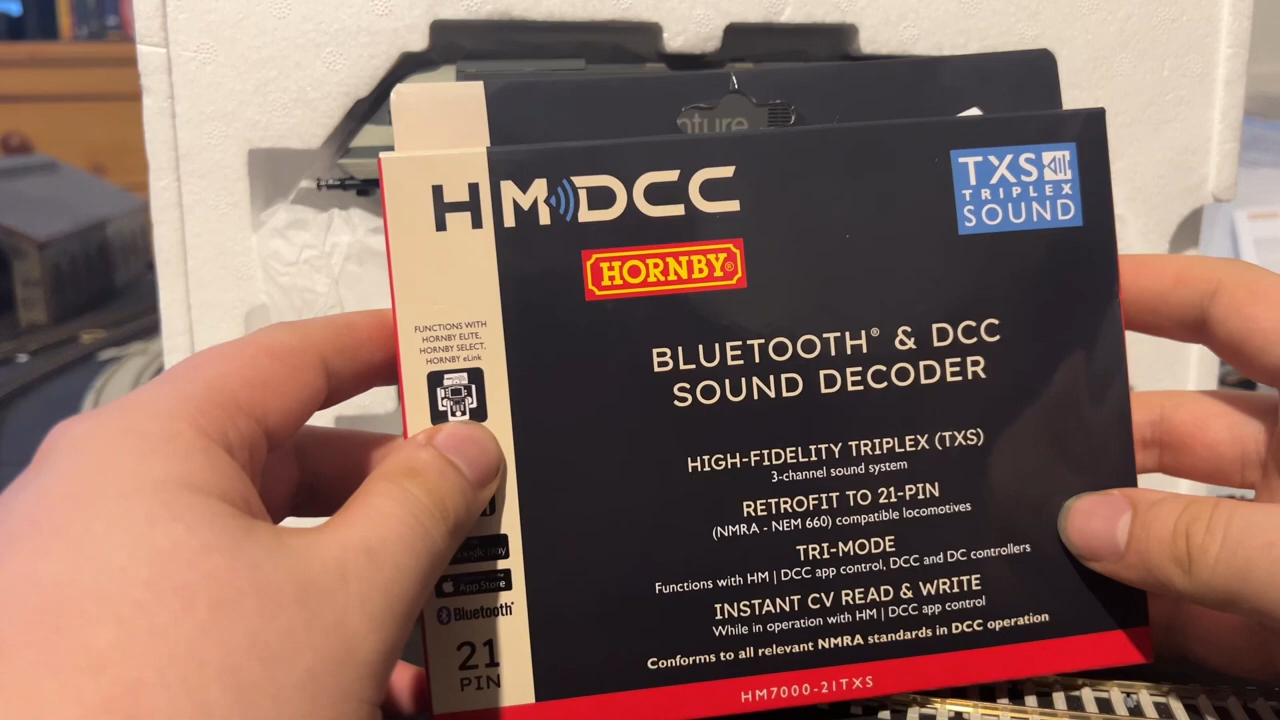 nture
HM DCC
TXS
TRIPLEX
SOUND
HORNBY®
FUNCTIONS WITH
HORNBY ELITE,
HORNBY SELECT,
HORNBY eLink
BLUETOOTH® & DCC
SOUND DECODER
HIGH-FIDELITY TRIPLEX (TXS)
3-channel sound system
RETROFIT TO 21-PIN
(NMRA - NEM 660) compatible locomotives
TRI-MODE
Functions with HM | DCC app control, DCC and DC controllers
INSTANT CV READ & WRITE
While in operation with HM | DCC app control
Conforms to all relevant NMRA standards in DCC operation
Google Play
App Store
Bluetooth®
21
PIN
HM7000-21TXS